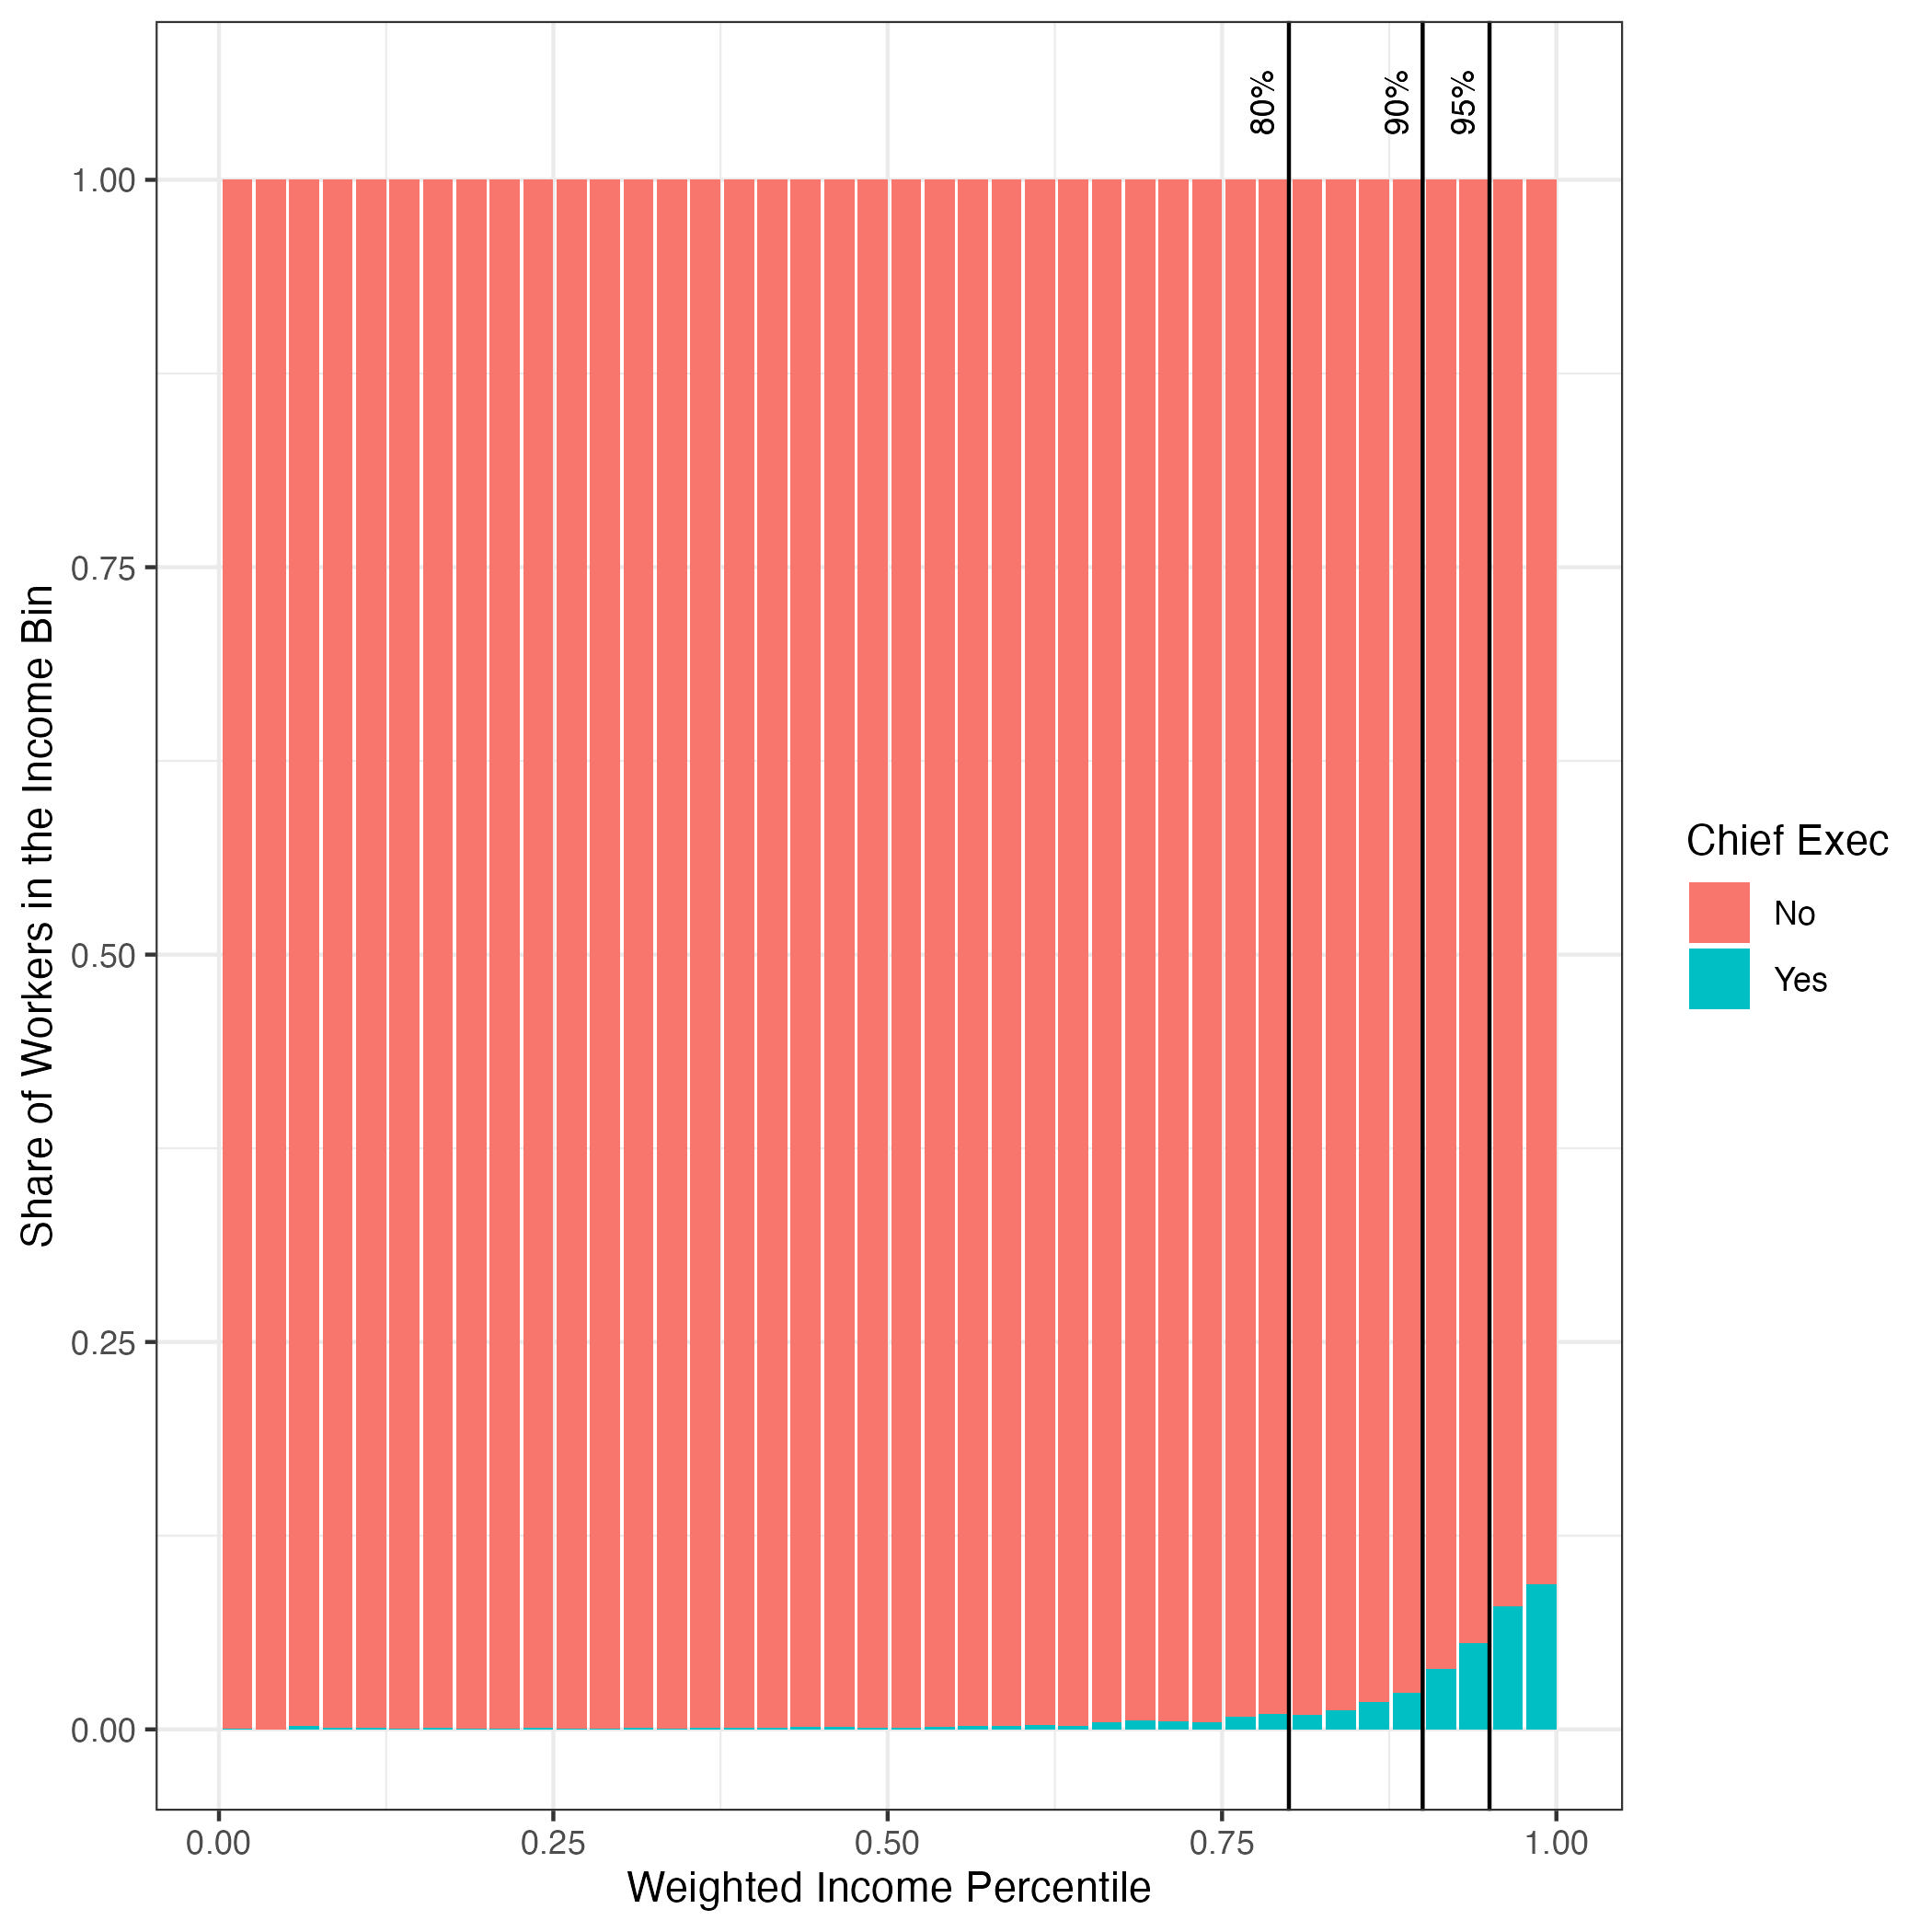 80%
90%
95%
1.00
0.75
0.50
0.25
0.00
Share of Workers in the Income Bin
0.00
0.25
0.50
0.75
1.00
Weighted Income Percentile
Chief Exec
No
Yes